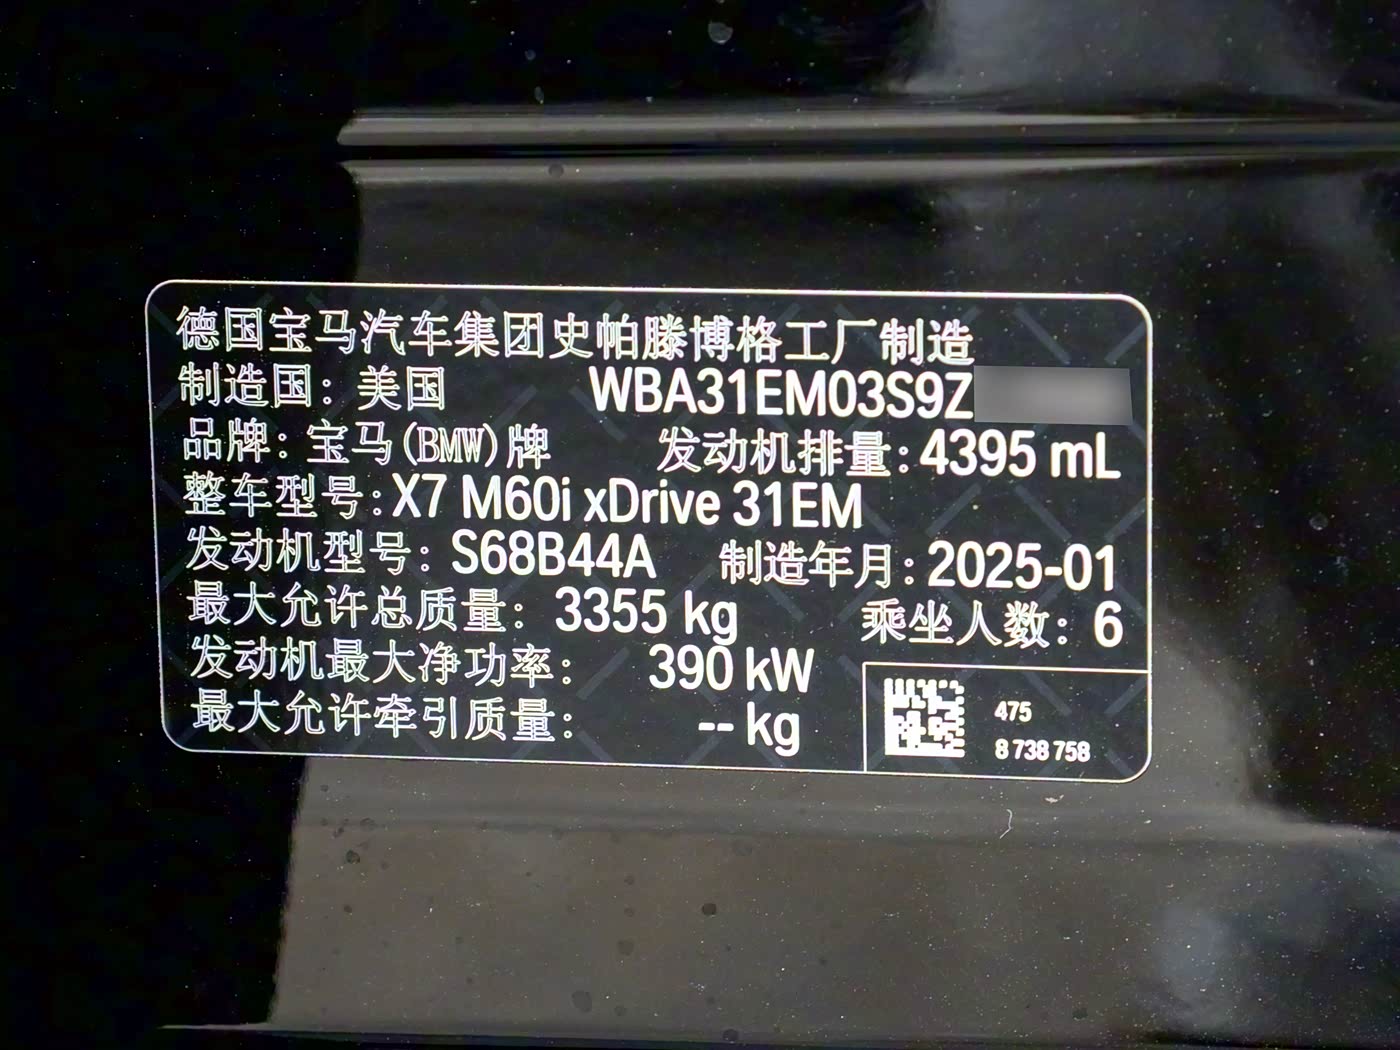 德国宝马汽车集团史帕滕博格工厂制造
制造国：美国 WBA31EM03S9Z
品牌：宝马(BMW)牌 发动机排量：4395 mL
整车型号：X7 M60i xDrive 31EM
发动机型号：S68B44A 制造年月：2025-01
最大允许总质量：3355 kg 乘坐人数：6
发动机最大净功率：390 kW
最大允许牵引质量：-- kg
475
8 738 758